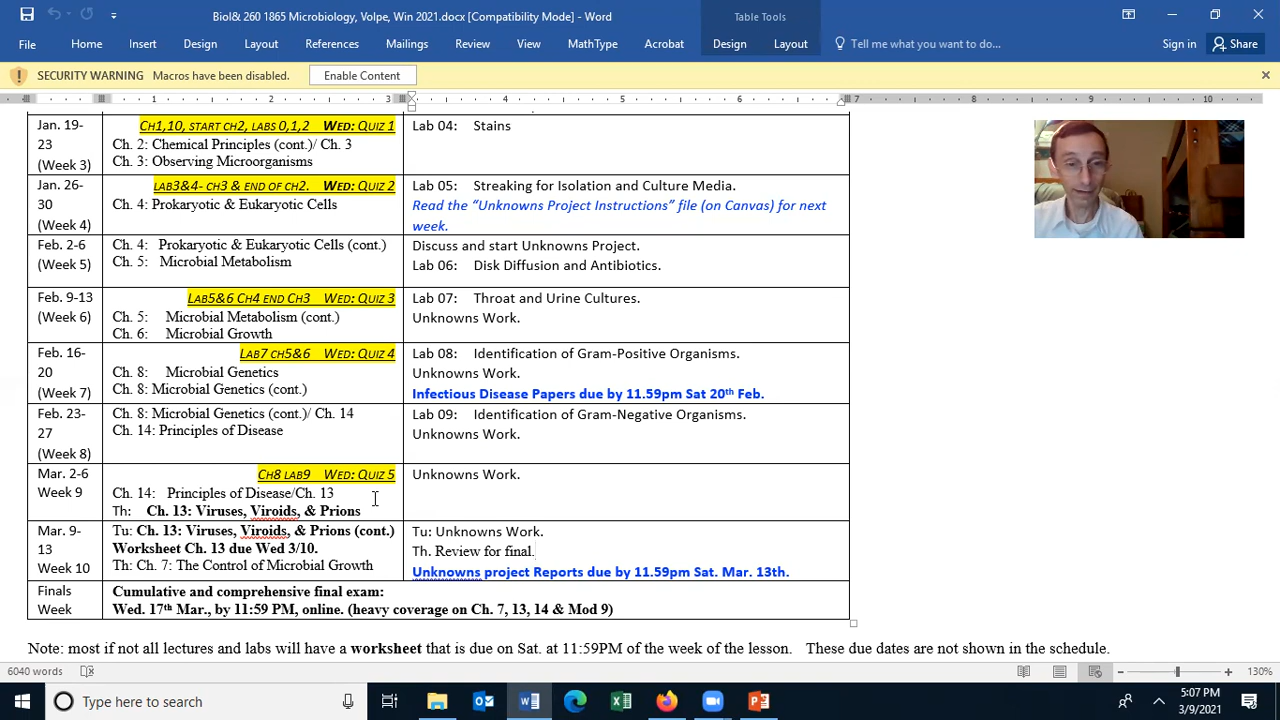 Biol& 260 1865 Microbiology, Volpe, Win 2021.docx [Compatibility Mode] - Word
Table Tools
File Home Insert Design Layout References Mailings Review View MathType Acrobat Design Layout Tell me what you want to do... Sign in Share
SECURITY WARNING Macros have been disabled. Enable Content
1 2 3 4 5 6 7 8 9 10
Jan. 19-
23
(Week 3)
CH1,10, START CH2, LABS 0,1,2 WED: QUIZ 1
Ch. 2: Chemical Principles (cont.)/ Ch. 3
Ch. 3: Observing Microorganisms
Lab 04: Stains
Jan. 26-
30
(Week 4)
LAB3&4- CH3 & END OF CH2. WED: QUIZ 2
Ch. 4: Prokaryotic & Eukaryotic Cells
Lab 05: Streaking for Isolation and Culture Media.
Read the “Unknowns Project Instructions” file (on Canvas) for next
week.
Feb. 2-6
(Week 5)
Ch. 4: Prokaryotic & Eukaryotic Cells (cont.)
Ch. 5: Microbial Metabolism
Discuss and start Unknowns Project.
Lab 06: Disk Diffusion and Antibiotics.
Feb. 9-13
(Week 6)
LAB5&6 CH4 END CH3 WED: QUIZ 3
Ch. 5: Microbial Metabolism (cont.)
Ch. 6: Microbial Growth
Lab 07: Throat and Urine Cultures.
Unknowns Work.
Feb. 16-
20
(Week 7)
LAB7 CH5&6 WED: QUIZ 4
Ch. 8: Microbial Genetics
Ch. 8: Microbial Genetics (cont.)
Lab 08: Identification of Gram-Positive Organisms.
Unknowns Work.
Infectious Disease Papers due by 11.59pm Sat 20th Feb.
Feb. 23-
27
(Week 8)
Ch. 8: Microbial Genetics (cont.)/ Ch. 14
Ch. 14: Principles of Disease
Lab 09: Identification of Gram-Negative Organisms.
Unknowns Work.
Mar. 2-6
Week 9
CH8 LAB9 WED: QUIZ 5
Ch. 14: Principles of Disease/Ch. 13
Th: Ch. 13: Viruses, Viroids, & Prions
Unknowns Work.
Mar. 9-
13
Week 10
Tu: Ch. 13: Viruses, Viroids, & Prions (cont.)
Worksheet Ch. 13 due Wed 3/10.
Th: Ch. 7: The Control of Microbial Growth
Tu: Unknowns Work.
Th. Review for final.
Unknowns project Reports due by 11.59pm Sat. Mar. 13th.
Finals
Week
Cumulative and comprehensive final exam:
Wed. 17th Mar., by 11:59 PM, online. (heavy coverage on Ch. 7, 13, 14 & Mod 9)
Note: most if not all lectures and labs will have a worksheet that is due on Sat. at 11:59PM of the week of the lesson. These due dates are not shown in the schedule.
6040 words 130%
Type here to search
5:07 PM
3/9/2021